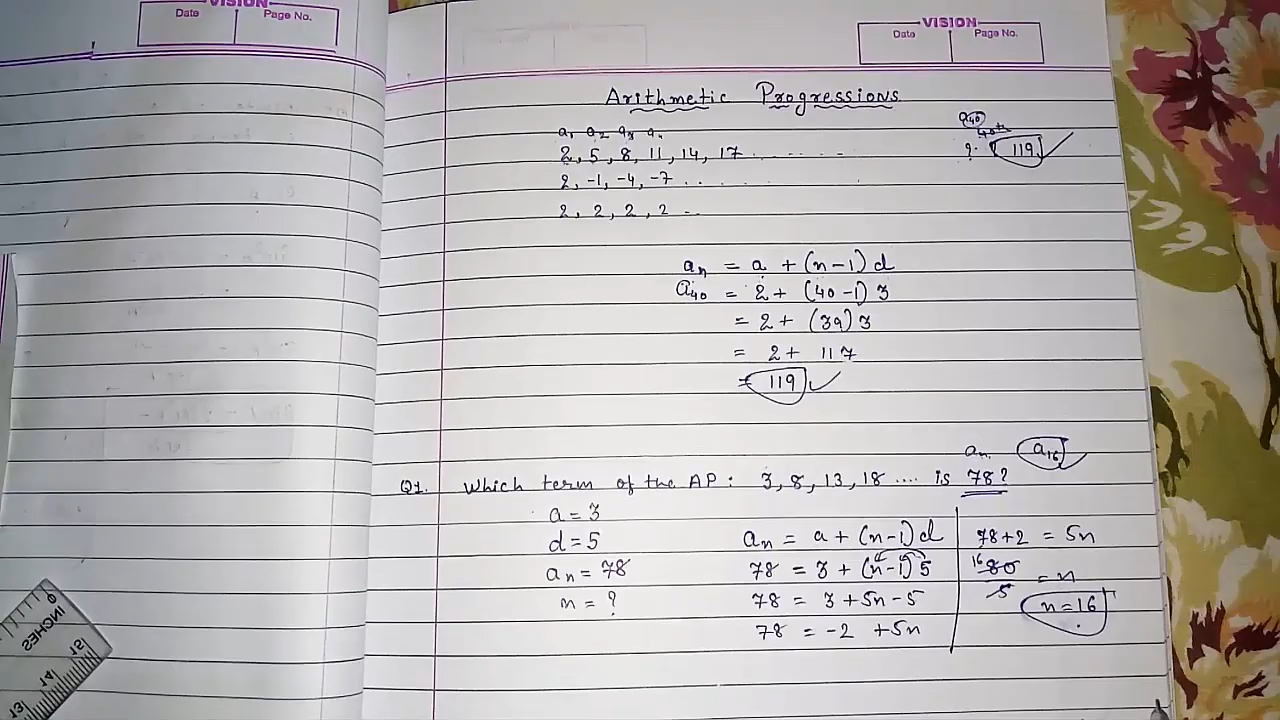 VISION
Date Page No.
VISION
Date Page No.
Arithmetic Progressions
a₁ a₂ a₃ a₄
a₄₀
40th
2, 5, 8, 11, 14, 17 ........ ? 119
2, -1, -4, -7 .....
2, 2, 2, 2 ..
aₙ = a + (n-1) d
a₄₀ = 2 + (40-1) 3
= 2 + (39) 3
= 2 + 117
= 119
aₙ a₁₆
Q1. Which term of the AP : 3, 8, 13, 18 .... is 78?
a = 3
d = 5
aₙ = 78
n = ?
aₙ = a + (n-1) d
78 = 3 + (n-1) 5
78 = 3 + 5n - 5
78 = -2 + 5n
78 + 2 = 5n
16 80
5 = n
n = 16
INCHES
15
14
13